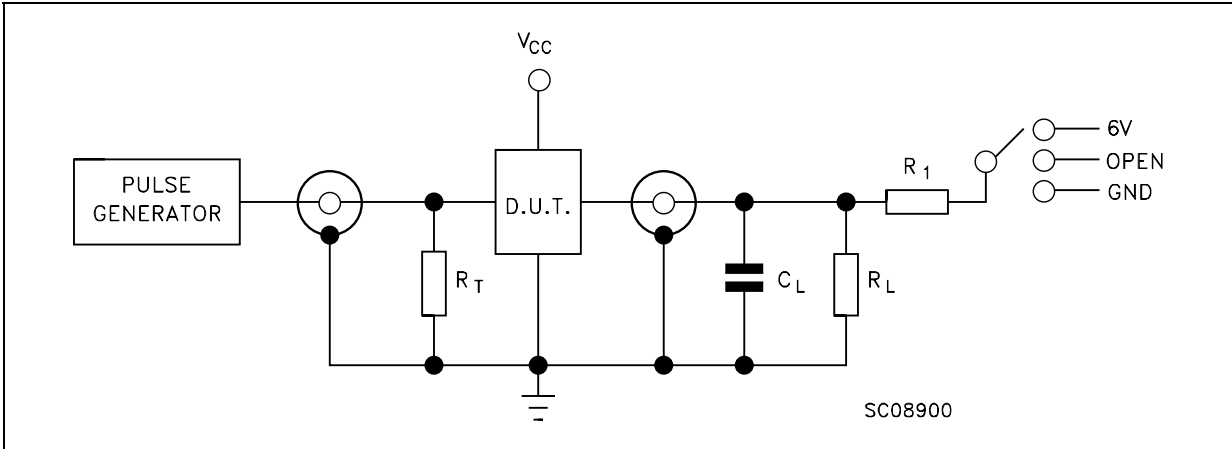 V_CC
PULSE
GENERATOR
D.U.T.
R_T
C_L
R_L
R_1
6V
OPEN
GND
SC08900